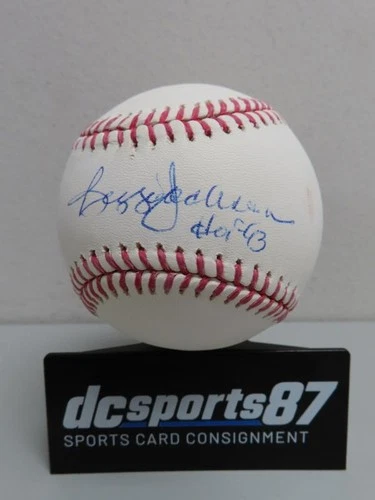 Reggie Jackson
HOF 93
dcsports87
SPORTS CARD CONSIGNMENT